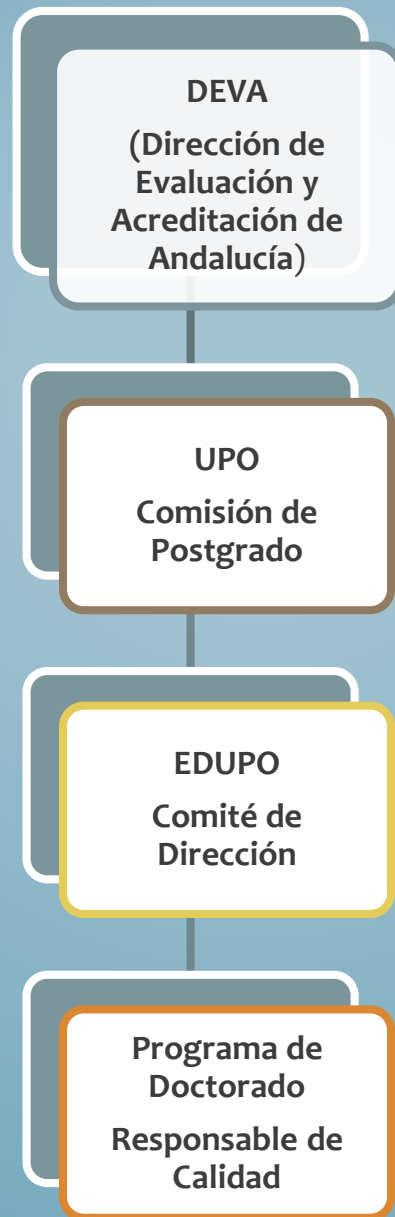 DEVA
(Dirección de
Evaluación y
Acreditación de
Andalucía)
UPO
Comisión de
Postgrado
EDUPO
Comité de
Dirección
Programa de
Doctorado
Responsable de
Calidad